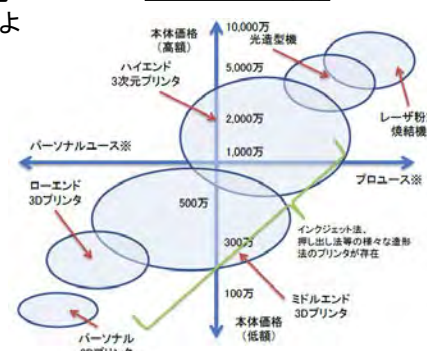 よ
本体価格
(高額)
10,000万
光造型機
ハイエンド
3次元プリンタ
5,000万
2,000万
レーザ粉
焼結機
パーソナルユース※
1,000万
プロユース※
ローエンド
3Dプリンタ
500万
インクジェット法、
押し出し法等の様々な造形
法のプリンタが存在
300万
100万
ミドルエンド
3Dプリンタ
本体価格
(低額)
パーソナル
3Dプリンタ